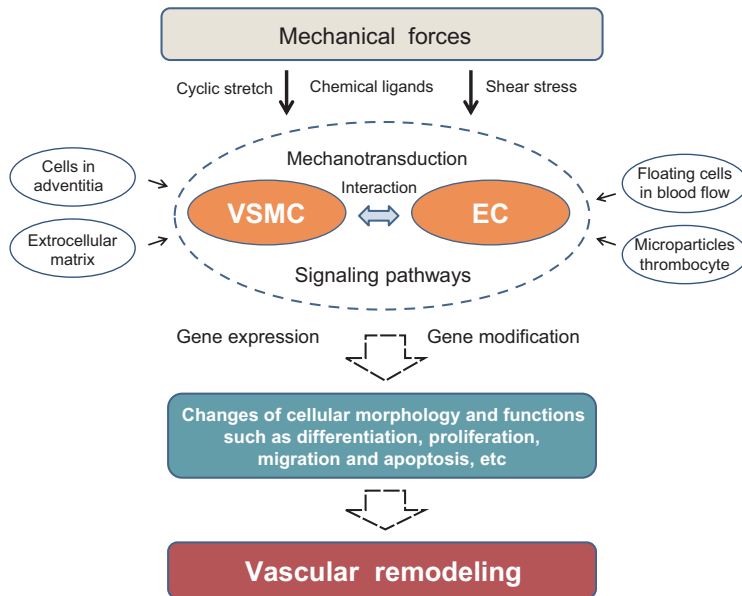 Mechanical forces
Cyclic stretch
Chemical ligands
Shear stress
Mechanotransduction
Cells in
adventitia
Interaction
Floating cells
in blood flow
VSMC
EC
Extrocellular
matrix
Microparticles
thrombocyte
Signaling pathways
Gene expression
Gene modification
Changes of cellular morphology and functions
such as differentiation, proliferation,
migration and apoptosis, etc
Vascular remodeling